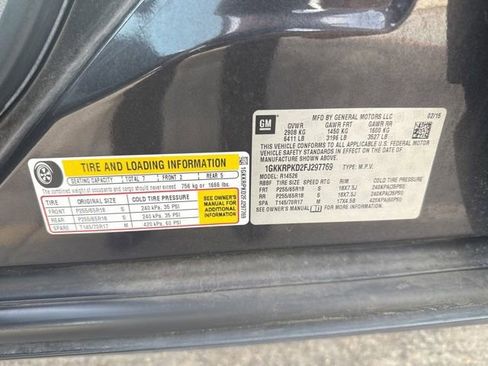 TIRE AND LOADING INFORMATION
SEATING CAPACITY TOTAL 7 FRONT 2 REAR 5
The combined weight of occupants and cargo should never exceed 756 kg or 1666 lbs.
TIRE ORIGINAL SIZE COLD TIRE PRESSURE
FRONT P255/65R18 S 240 kPa, 35 PSI
REAR P255/65R18 S 240 kPa, 35 PSI
SPARE T145/70R17 M 420 kPa, 60 PSI
SEE OWNER'S
MANUAL FOR
ADDITIONAL
INFORMATION
1GKKRPKD2FJ297769
GM
MFD BY GENERAL MOTORS LLC
02/15
GVWR GAWR FRT GAWR RR
2908 KG 1450 KG 1600 KG
6411 LB 3196 LB 3527 LB
THIS VEHICLE CONFORMS TO ALL APPLICABLE U.S. FEDERAL MOTOR
VEHICLE SAFETY STANDARDS IN EFFECT ON THE DATE OF
MANUFACTURE SHOWN ABOVE.
1GKKRPKD2FJ297769 TYPE: M.P.V.
MODEL: R14526
TIRE SIZE SPEED RTG RIM COLD TIRE PRESSURE
FRT P255/65R18 S 18X7.5J 240KPA(35PSI)
RR P255/65R18 S 18X7.5J 240KPA(35PSI)
SPA T145/70R17 M 17X4.5B 420KPA(60PSI)
SEE OWNER'S MANUAL FOR MORE INFORMATION.